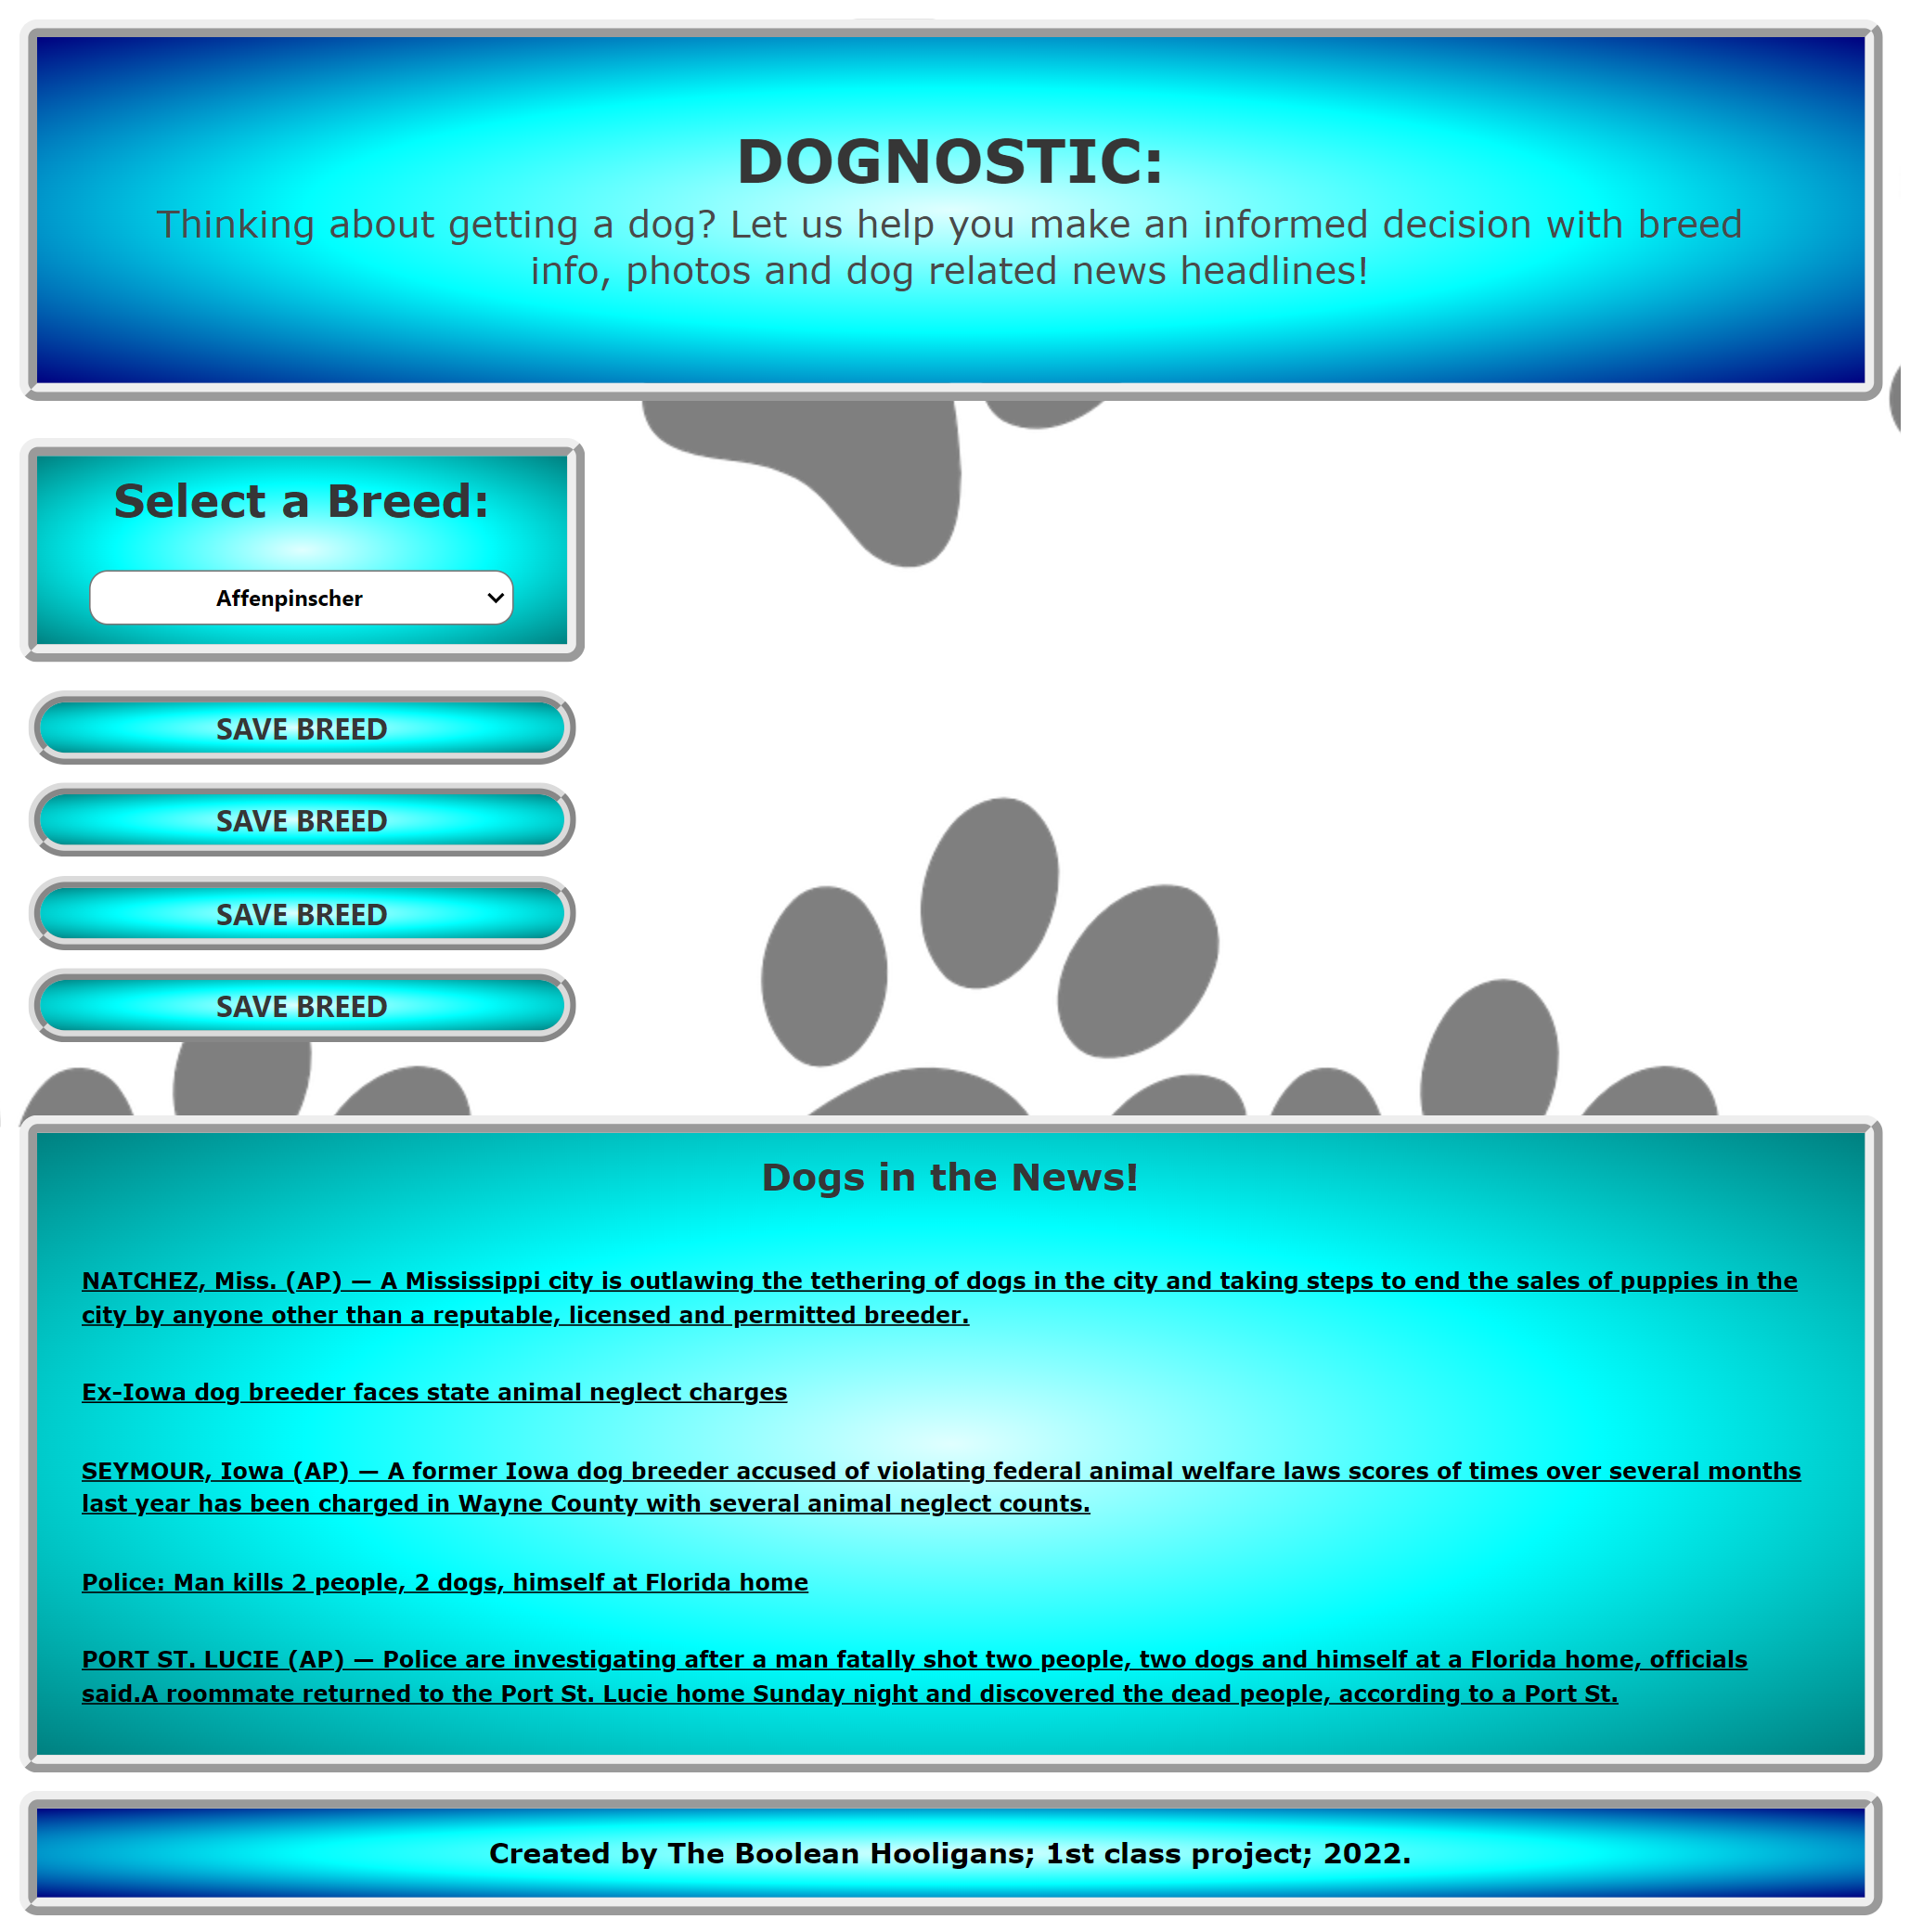 DOGNOSTIC:
Thinking about getting a dog? Let us help you make an informed decision with breed
info, photos and dog related news headlines!
Select a Breed:
Affenpinscher
SAVE BREED
SAVE BREED
SAVE BREED
SAVE BREED
Dogs in the News!
NATCHEZ, Miss. (AP) — A Mississippi city is outlawing the tethering of dogs in the city and taking steps to end the sales of puppies in the
city by anyone other than a reputable, licensed and permitted breeder.
Ex-Iowa dog breeder faces state animal neglect charges
SEYMOUR, Iowa (AP) — A former Iowa dog breeder accused of violating federal animal welfare laws scores of times over several months
last year has been charged in Wayne County with several animal neglect counts.
Police: Man kills 2 people, 2 dogs, himself at Florida home
PORT ST. LUCIE (AP) — Police are investigating after a man fatally shot two people, two dogs and himself at a Florida home, officials
said.A roommate returned to the Port St. Lucie home Sunday night and discovered the dead people, according to a Port St.
Created by The Boolean Hooligans; 1st class project; 2022.